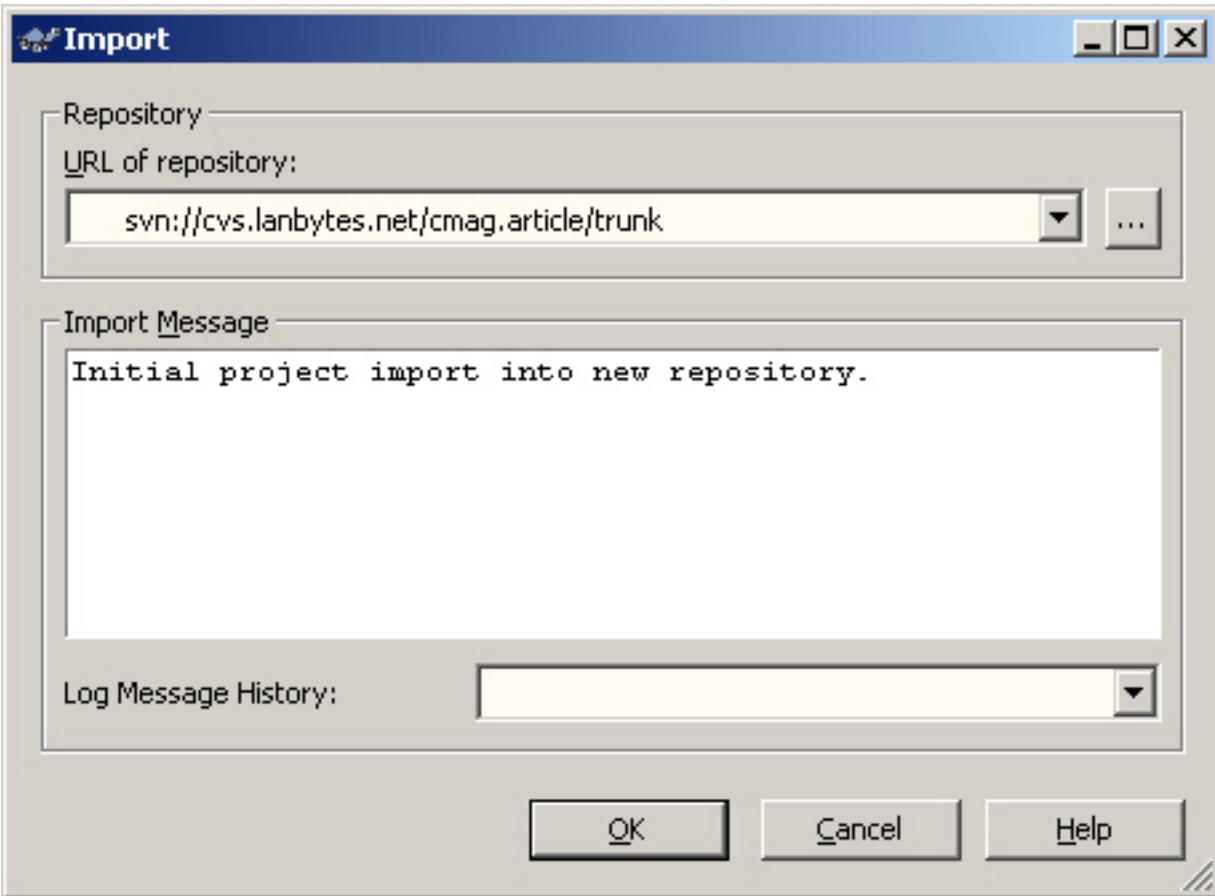 Import
Repository
URL of repository:
svn://cvs.lanbytes.net/cmag.article/trunk
...
Import Message
Initial project import into new repository.
Log Message History:
OK Cancel Help